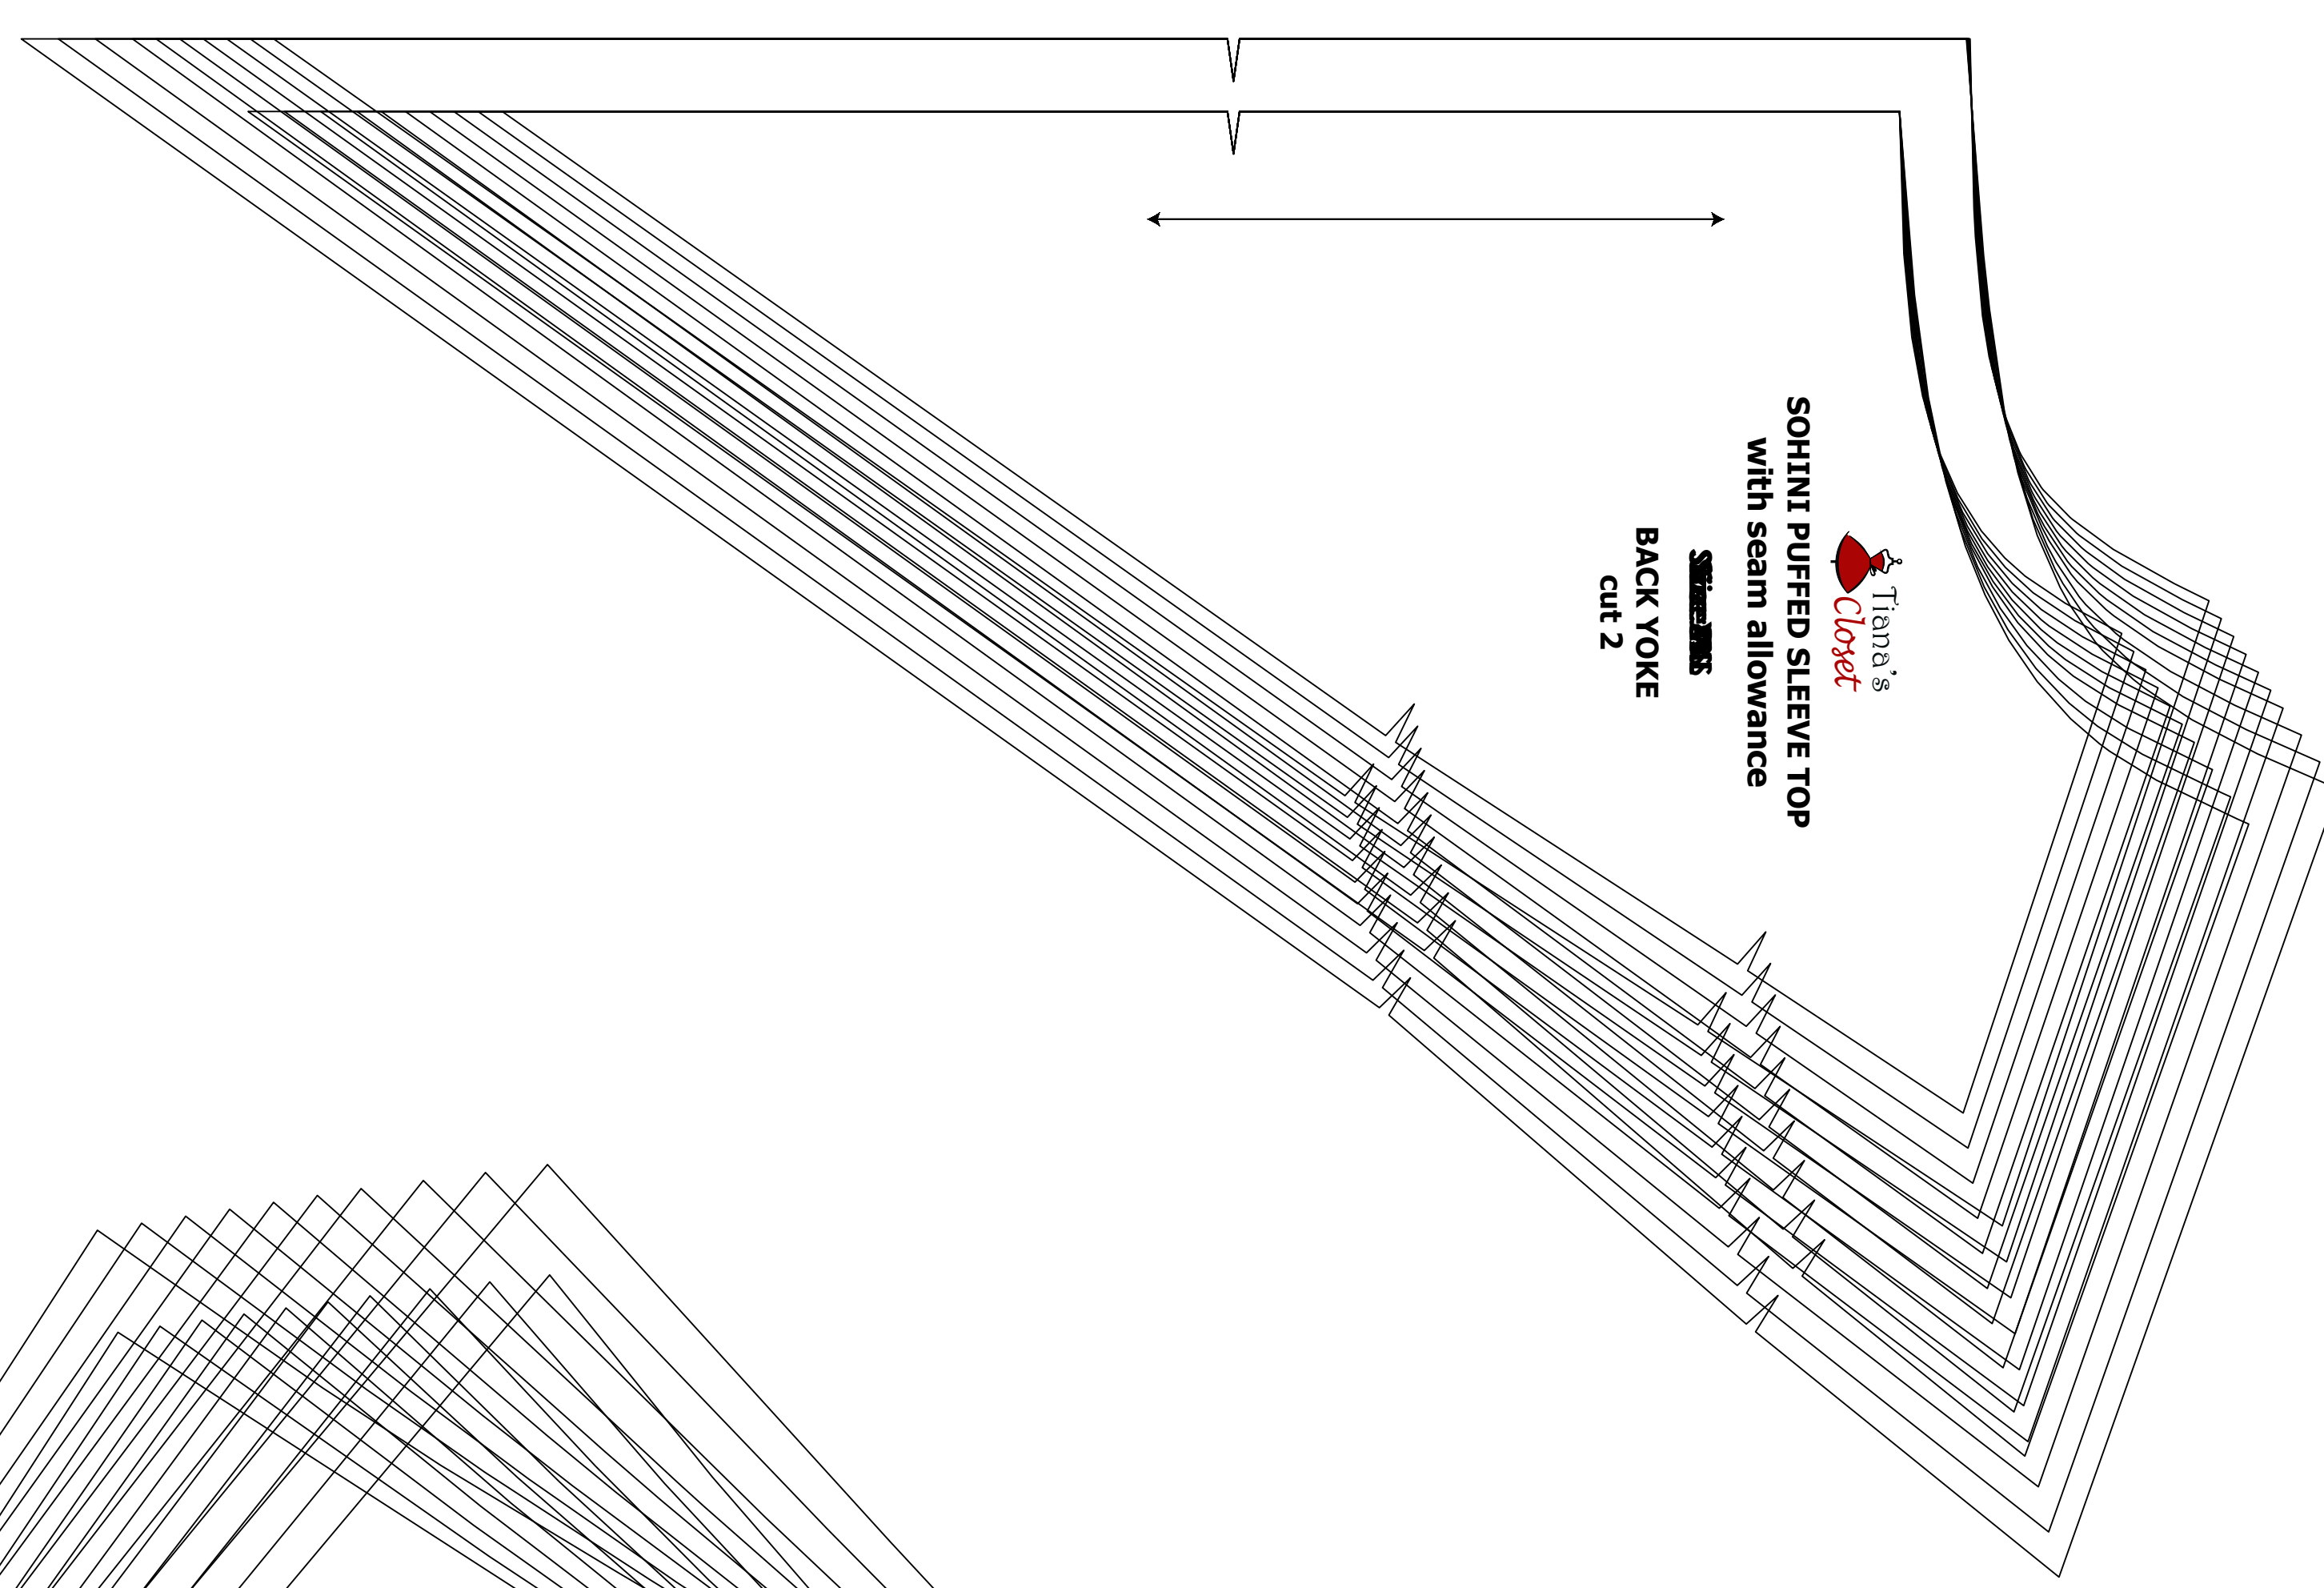 Tiana's
Closet
SOHINI PUFFED SLEEVE TOP
with seam allowance
BACK YOKE
cut 2